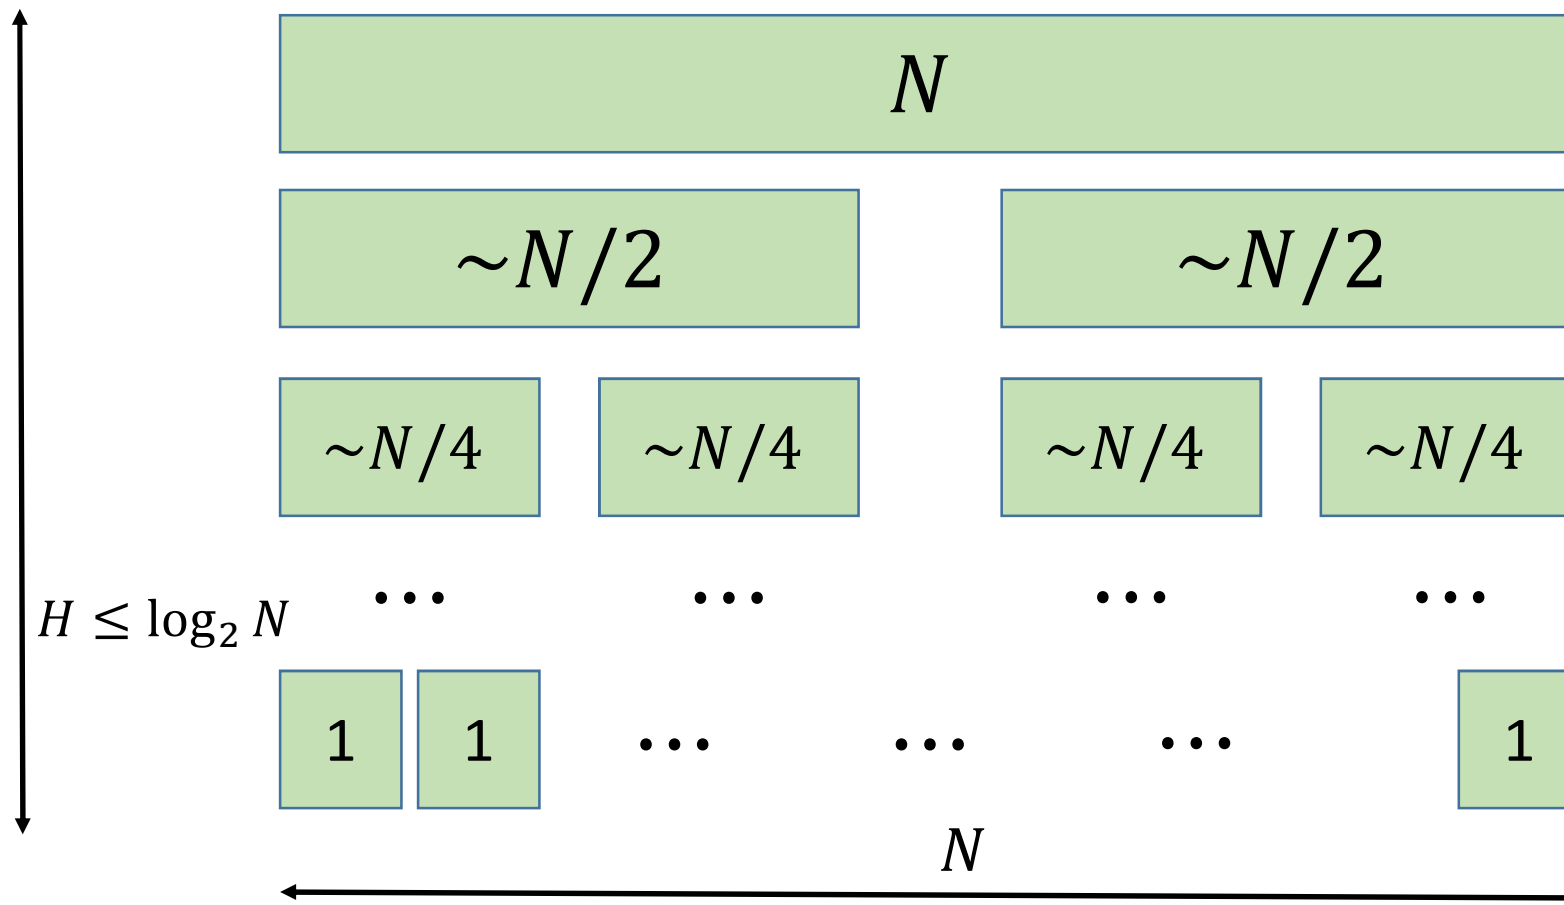 N
~N/2 ~N/2
~N/4 ~N/4 ~N/4 ~N/4
... ... ... ...
H ≤ log₂ N
1 1 ... ... ... 1
N